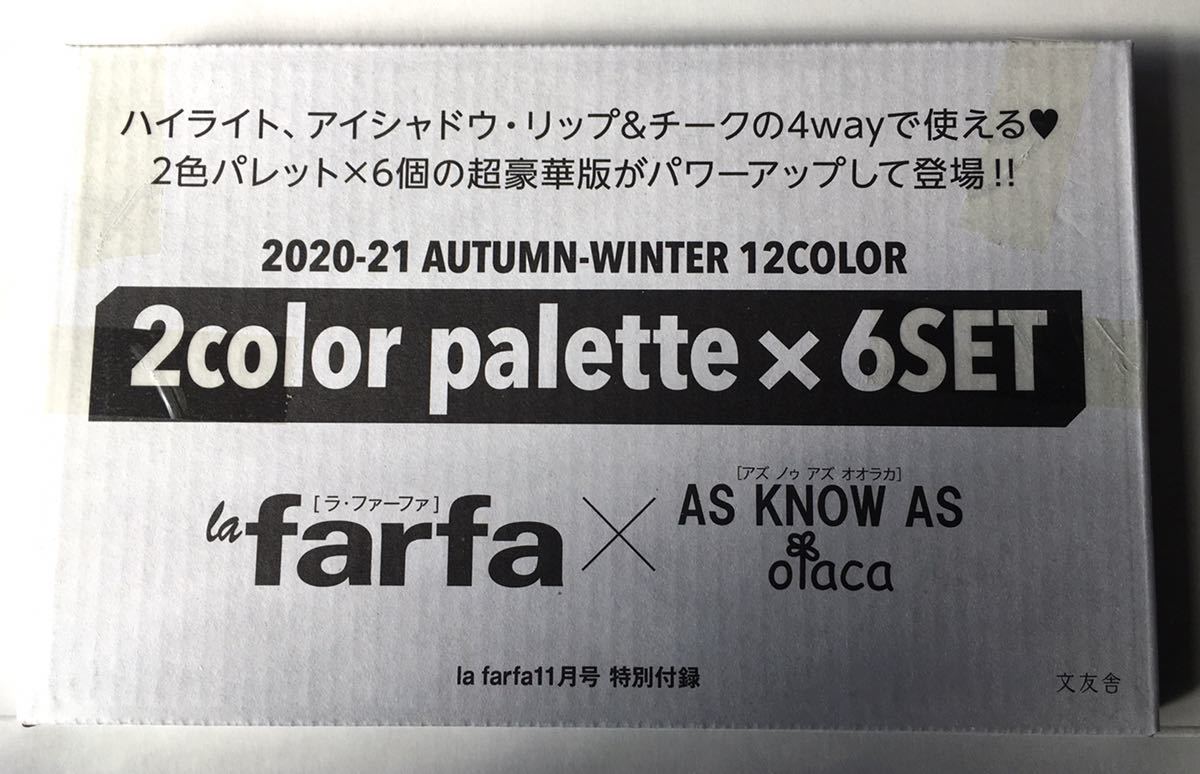 ハイライト、アイシャドウ・リップ&チークの4wayで使える♥
2色パレット×6個の超豪華版がパワーアップして登場!!
2020-21 AUTUMN-WINTER 12COLOR
2color palette × 6SET
[ラ・ファーファ]
la farfa
×
[アズ ノゥ アズ オオラカ]
AS KNOW AS
olaca
la farfa11月号 特別付録
文友舎